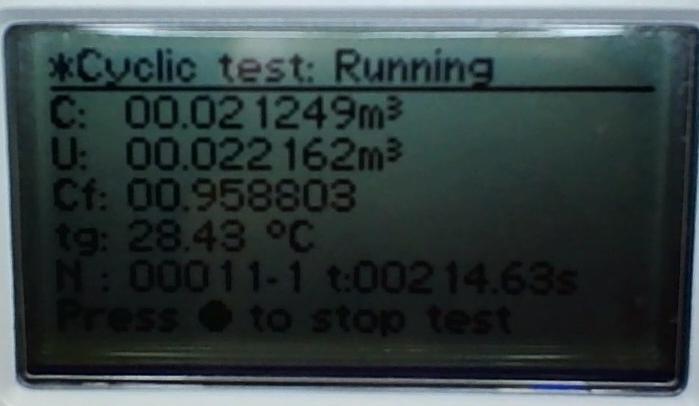 *Cyclic test: Running
C: 00.021249m³
U: 00.022162m³
Cf: 00.958803
tg: 28.43 °C
N : 00011-1 t:00214.63s
Press ● to stop test